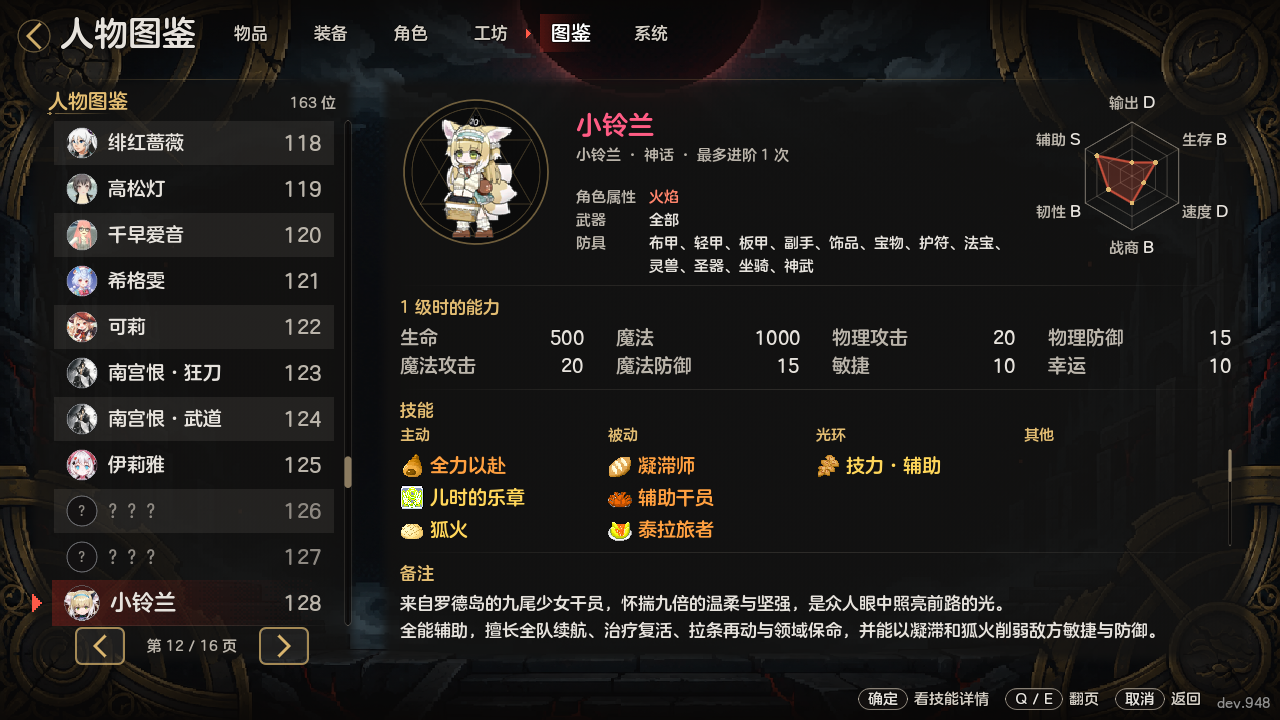 人物图鉴 物品 装备 角色 工坊 图鉴 系统
人物图鉴 163 位
绯红蔷薇 118
高松灯 119
千早爱音 120
希格雯 121
可莉 122
南宫恨·狂刀 123
南宫恨·武道 124
伊莉雅 125
? ? ? ? 126
? ? ? ? 127
小铃兰 128
第 12 / 16 页
20
小铃兰
小铃兰 · 神话 · 最多进阶 1 次
角色属性 火焰
武器 全部
防具 布甲、轻甲、板甲、副手、饰品、宝物、护符、法宝、
灵兽、圣器、坐骑、神武
输出 D
辅助 S
生存 B
韧性 B
速度 D
战商 B
1 级时的能力
生命 500 魔法 1000 物理攻击 20 物理防御 15
魔法攻击 20 魔法防御 15 敏捷 10 幸运 10
技能
主动 被动 光环 其他
全力以赴 凝滞师 技力·辅助
儿时的乐章 辅助干员
狐火 泰拉旅者
备注
来自罗德岛的九尾少女干员，怀揣九倍的温柔与坚强，是众人眼中照亮前路的光。
全能辅助，擅长全队续航、治疗复活、拉条再动与领域保命，并能以凝滞和狐火削弱敌方敏捷与防御。
确定 看技能详情 Q / E 翻页 取消 返回 dev.948